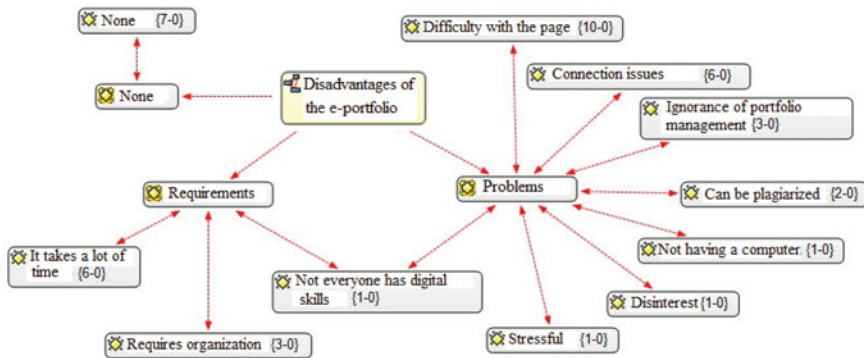 None {7-0}
Difficulty with the page {10-0}
Connection issues {6-0}
None
Disadvantages of
the e-portfolio
Ignorance of portfolio
management {3-0}
Requirements
Problems
Can be plagiarized {2-0}
It takes a lot of
time {6-0}
Not everyone has digital
skills {1-0}
Not having a computer {1-0}
Disinterest {1-0}
Requires organization {3-0}
Stressful {1-0}